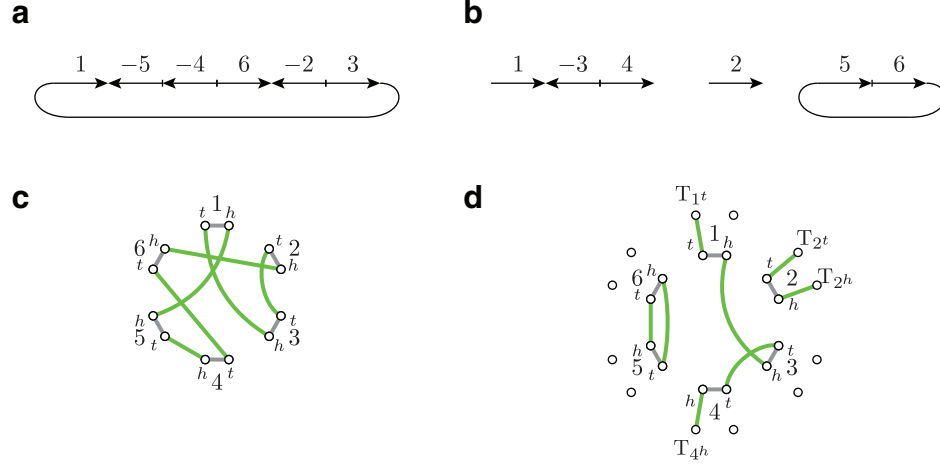 a
1 −5 −4 6 −2 3
b
1 −3 4 2 5 6
c
t 1 h
6 h t 2
t h
h t
5 t h 3
h 4 t
d
T1t
t 1 h T2t
t 2 T2h
6 h h
t
h t
5 t h 3
h 4 t
T4h